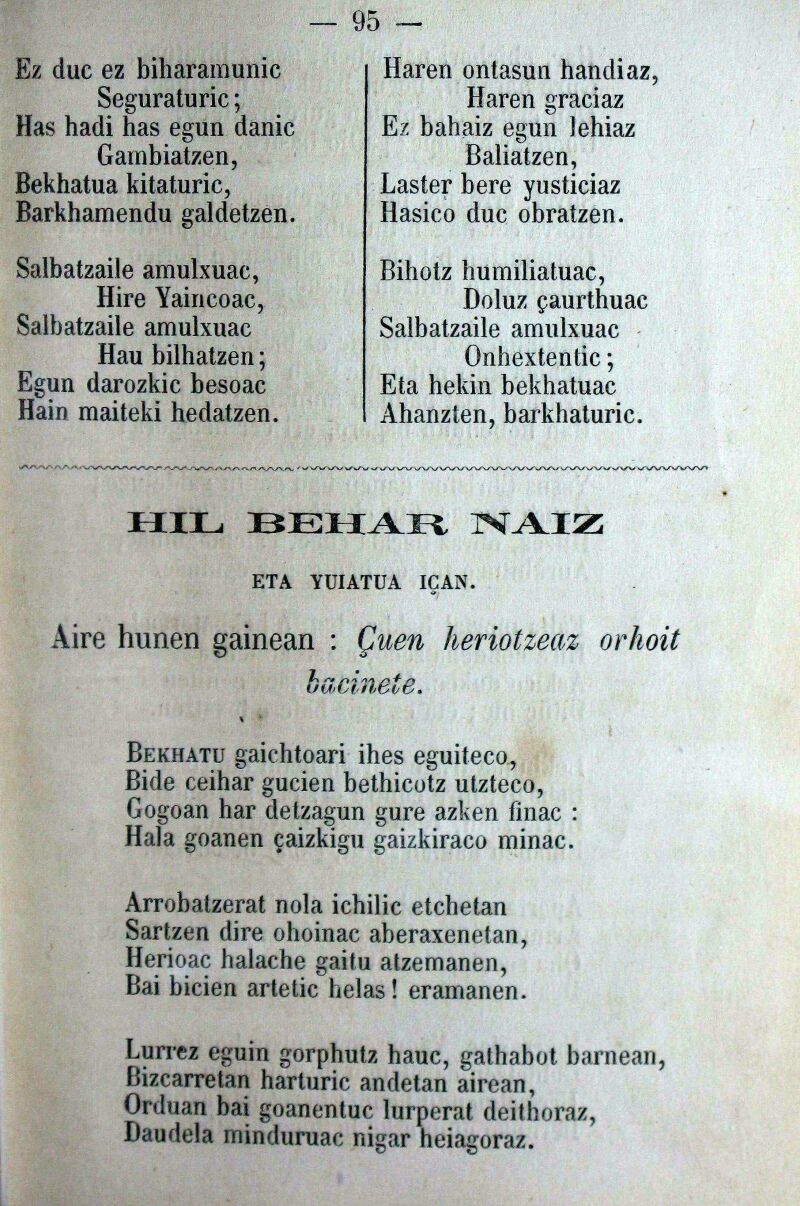 — 95 —
Ez duc ez biharamunic
Seguraturic;
Has hadi has egun danic
Gambiatzen,
Bekhatua kitaturic,
Barkhamendu galdetzen.
Salbatzaile amulxuac,
Hire Yaincoac,
Salbatzaile amulxuac
Hau bilhatzen;
Egun darozkic besoac
Hain maiteki hedatzen.
Haren ontasun handiaz,
Haren graciaz
Ez bahaiz egun lehiaz
Baliatzen,
Laster bere yusticiaz
Hasico duc obratzen.
Bihotz humiliatuac,
Doluz çaurthuac
Salbatzaile amulxuac
Onhextentic;
Eta hekin bekhatuac
Ahanzten, barkhaturic.
HIL BEHAR NAIZ
ETA YUIATUA IÇAN.
Aire hunen gainean : Çuen heriotzeaz orhoit
bacinete.
BEKHATU gaichtoari ihes eguiteco,
Bide ceihar gucien bethicotz utzteco,
Gogoan har detzagun gure azken finac :
Hala goanen çaizkigu gaizkiraco minac.
Arrobatzerat nola ichilic etchetan
Sartzen dire ohoinac aberaxenetan,
Herioac halache gaitu atzemanen,
Bai bicien artetic helas! eramanen.
Lurrez eguin gorphutz hauc, gathabot barnean,
Bizcarretan harturic andetan airean,
Orduan bai goanentuc lurperat deithoraz,
Daudela minduruac nigar heiagoraz.